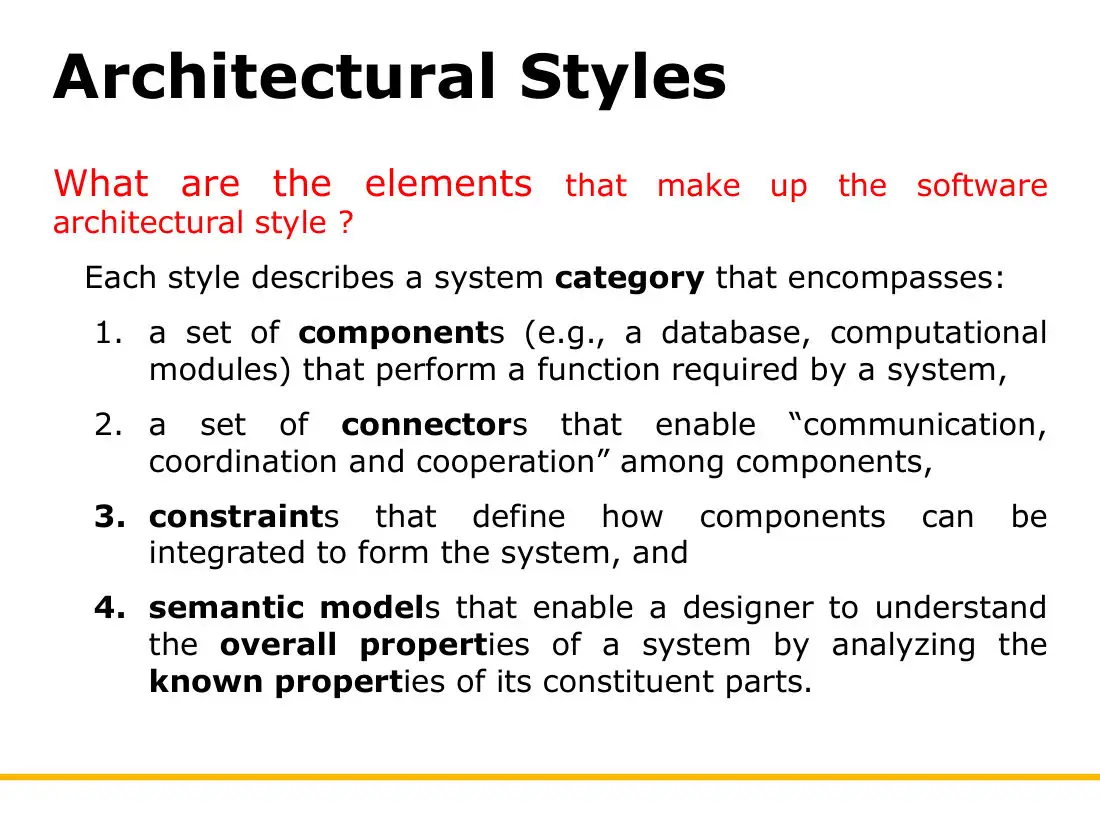 Architectural Styles
What are the elements that make up the software
architectural style ?
Each style describes a system category that encompasses:
1. a set of components (e.g., a database, computational
modules) that perform a function required by a system,
2. a set of connectors that enable “communication,
coordination and cooperation” among components,
3. constraints that define how components can be
integrated to form the system, and
4. semantic models that enable a designer to understand
the overall properties of a system by analyzing the
known properties of its constituent parts.